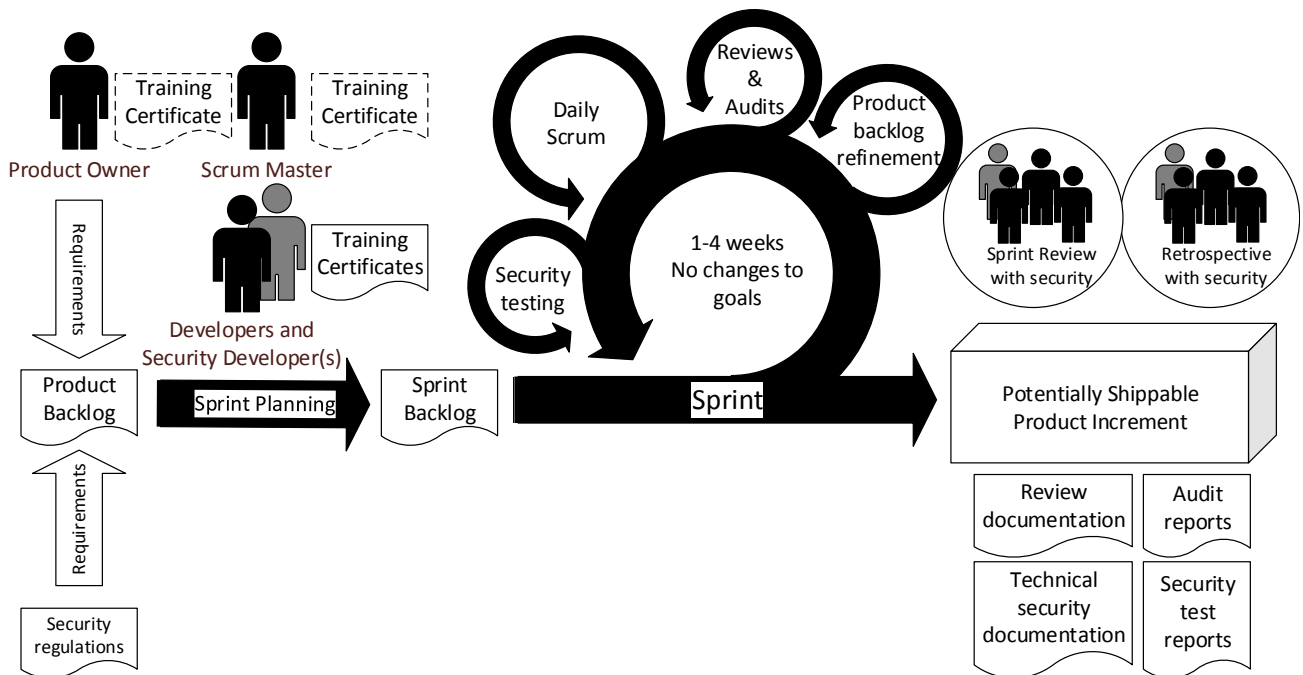 Training
Certificate
Training
Certificate
Product Owner
Scrum Master
Requirements
Training
Certificates
Developers and
Security Developer(s)
Product
Backlog
Sprint Planning
Sprint
Backlog
Requirements
Security
regulations
Daily
Scrum
Reviews
&
Audits
Product
backlog
refinement
Security
testing
1-4 weeks
No changes to
goals
Sprint
Sprint Review
with security
Retrospective
with security
Potentially Shippable
Product Increment
Review
documentation
Audit
reports
Technical
security
documentation
Security
test
reports